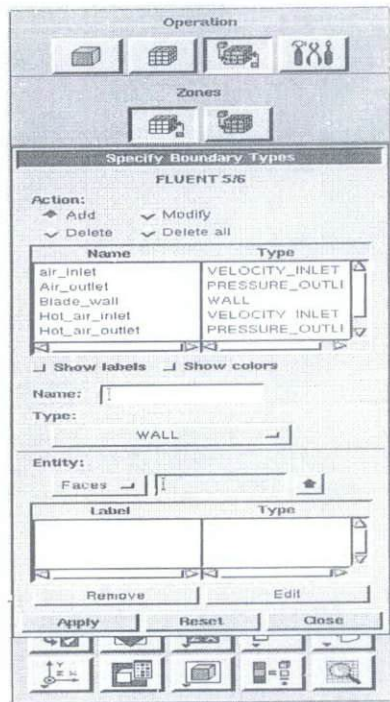 Operation
Zones
Specify Boundary Types
FLUENT 5/6
Action:
Add Modify
Delete Delete all
Name Type
air_inlet VELOCITY_INLET
Air_outlet PRESSURE_OUTLI
Blade_wall WALL
Hot_air_inlet VELOCITY INLET
Hot_air_outlet PRESSURE_OUTLI
Show labels Show colors
Name:
Type:
WALL
Entity:
Faces
Label Type
Remove Edit
Apply Reset Close